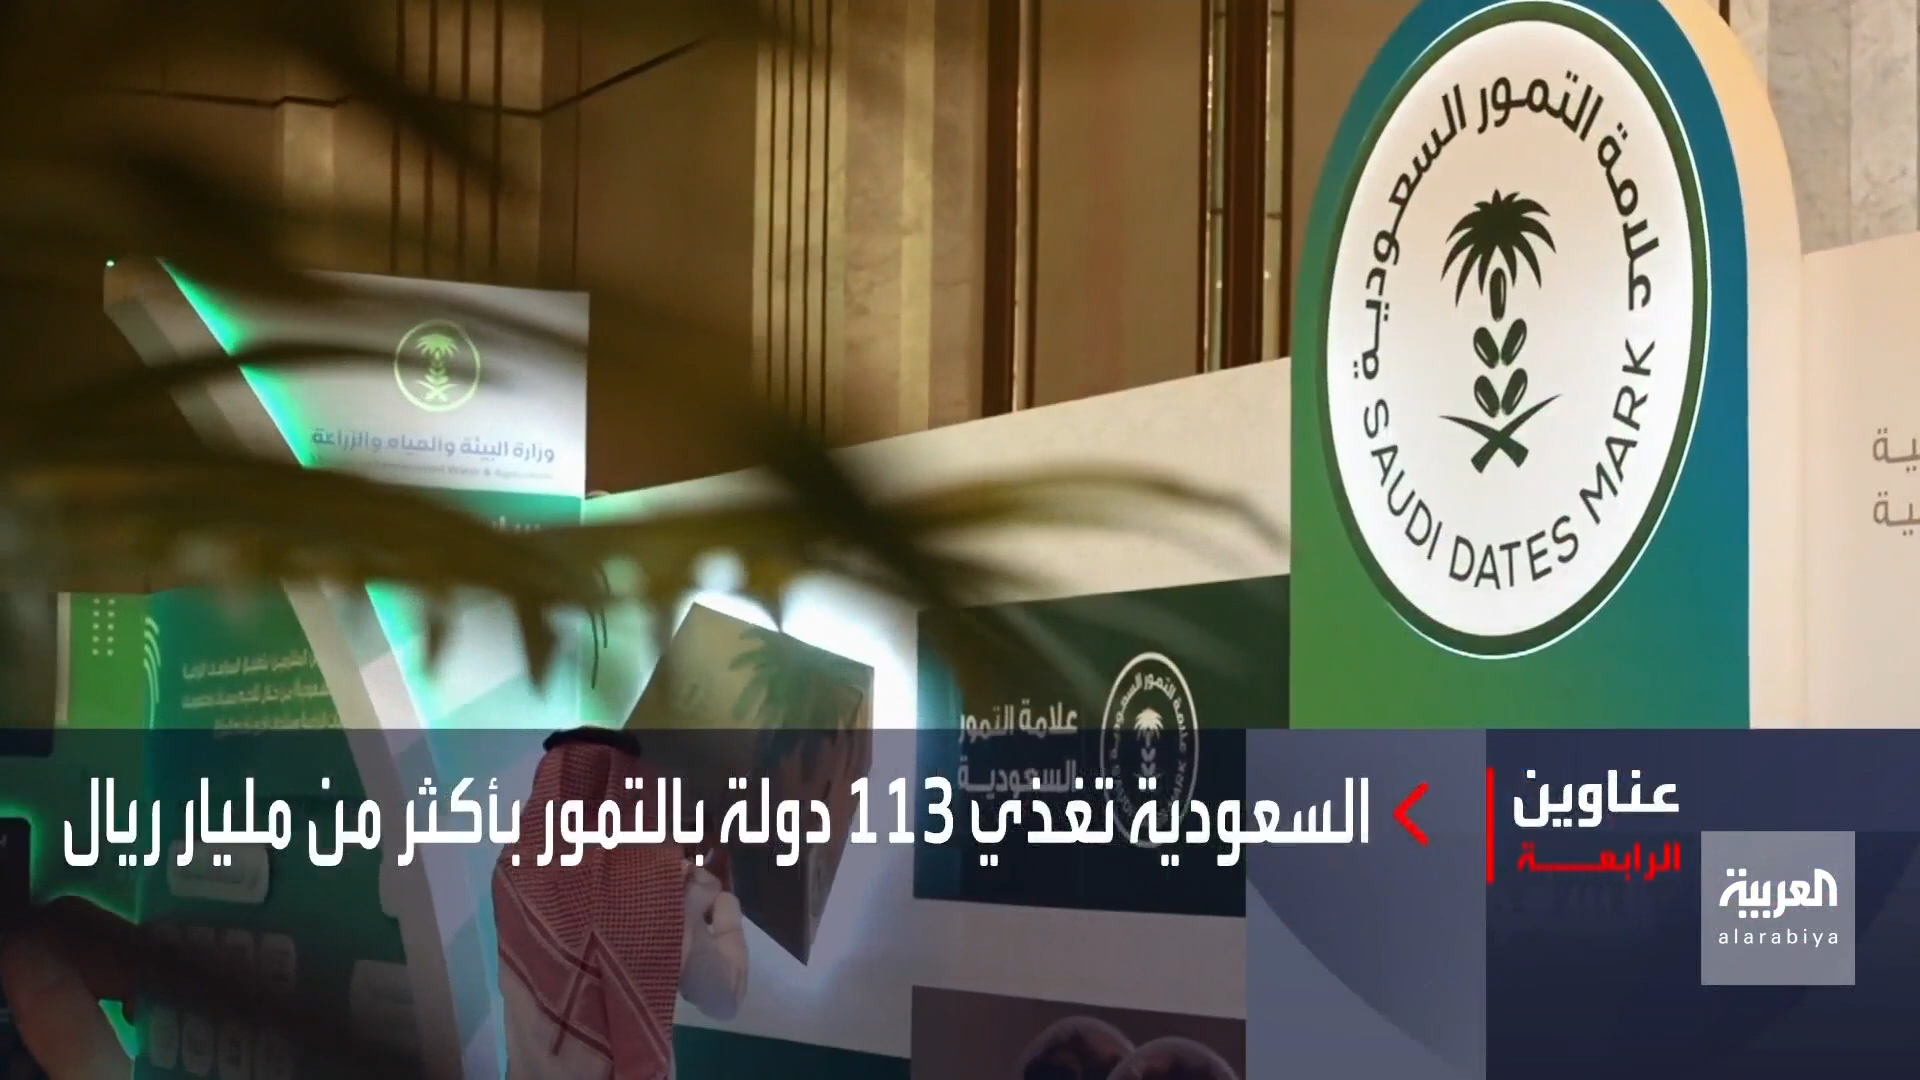 علامة التمور السعودية
SAUDI DATES MARK
وزارة البيئة والمياه والزراعة
علامة التمور
السعودية
عناوين
الرابعـــــة
السعودية تغذي 113 دولة بالتمور بأكثر من مليار ريال
العربية
alarabiya